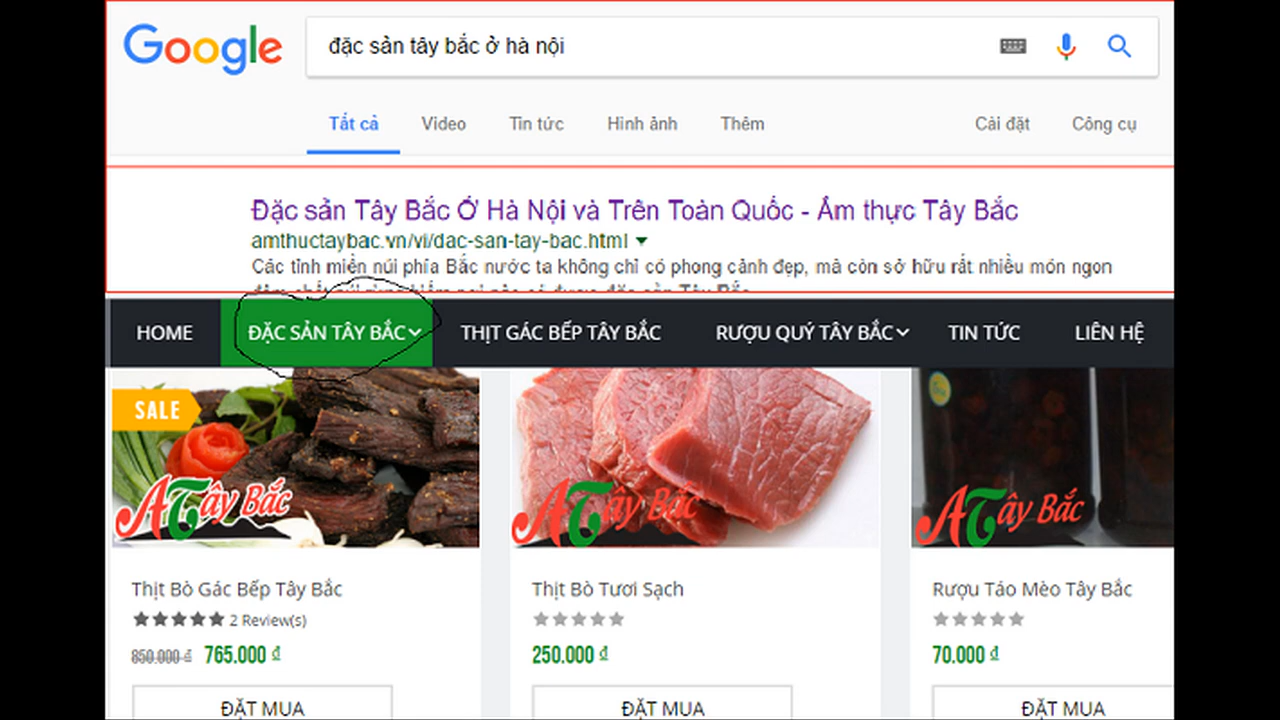 Google
đặc sản tây bắc ở hà nội
Tất cả Video Tin tức Hình ảnh Thêm Cài đặt Công cụ
Đặc sản Tây Bắc Ở Hà Nội và Trên Toàn Quốc - Ẩm thực Tây Bắc
amthuctaybac.vn/vi/dac-san-tay-bac.html
Các tỉnh miền núi phía Bắc nước ta không chỉ có phong cảnh đẹp, mà còn sở hữu rất nhiều món ngon
HOME ĐẶC SẢN TÂY BẮC THỊT GÁC BẾP TÂY BẮC RƯỢU QUÝ TÂY BẮC TIN TỨC LIÊN HỆ
SALE
ATây Bắc ATây Bắc ATây Bắc
Thịt Bò Gác Bếp Tây Bắc Thịt Bò Tươi Sạch Rượu Táo Mèo Tây Bắc
2 Review(s)
850.000 đ 765.000 đ 250.000 đ 70.000 đ
ĐẶT MUA ĐẶT MUA ĐẶT MUA